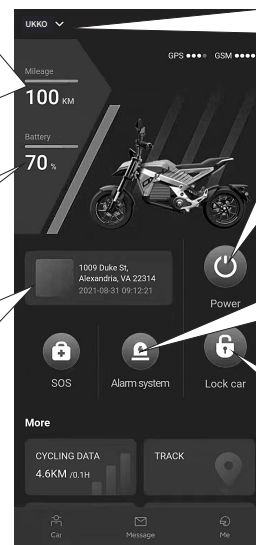 UKKO
GPS GSM
Mileage
100 KM
Battery
70 %
1009 Duke St,
Alexandria, VA 22314
2021-08-31 09:12:21
Power
SOS
Alarm system
Lock car
More
CYCLING DATA
4.6KM /0.1H
TRACK
Car
Message
Me